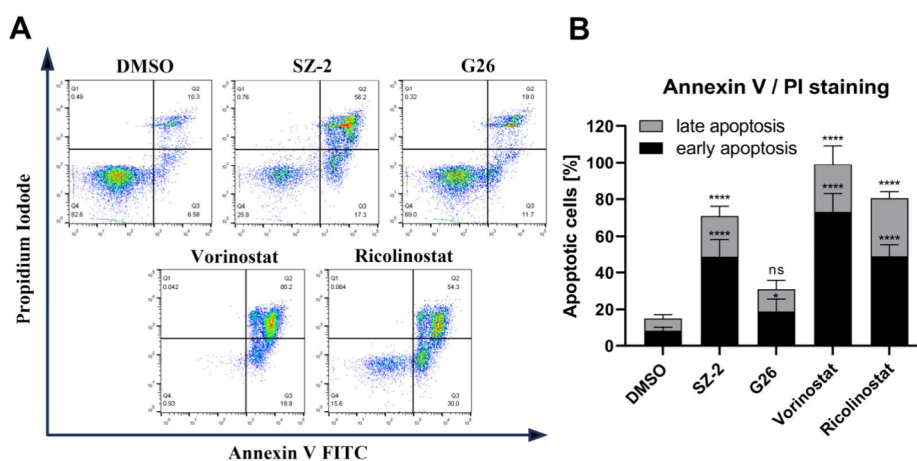 A
DMSO
SZ-2
G26
Q1
0.49
Q2
10.3
Q4
82.6
Q3
6.58
Q1
0.76
Q2
56.2
Q4
25.8
Q3
17.3
Q1
0.32
Q2
19.0
Q4
69.0
Q3
11.7
Vorinostat
Ricolinostat
Q1
0.042
Q2
80.2
Q4
0.93
Q3
18.9
Q1
0.064
Q2
54.3
Q4
15.6
Q3
30.0
Propidium Iodode
Annexin V FITC
B
Annexin V / PI staining
late apoptosis
early apoptosis
Apoptotic cells [%]
120
100
80
60
40
20
0
****
****
ns
*
****
****
****
****
DMSO
SZ-2
G26
Vorinostat
Ricolinostat